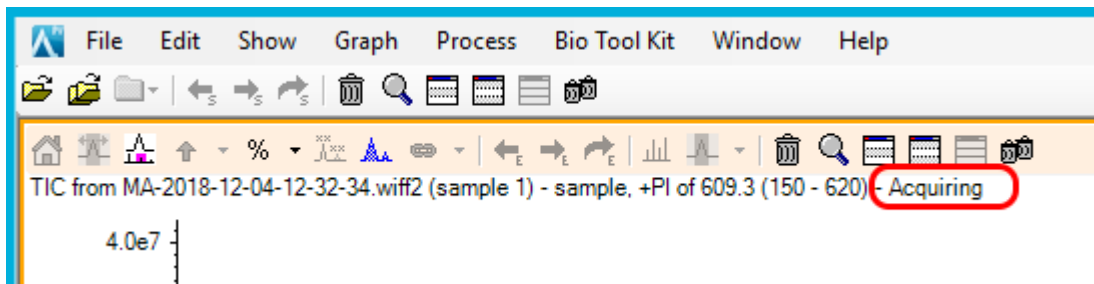 File Edit Show Graph Process Bio Tool Kit Window Help
%
TIC from MA-2018-12-04-12-32-34.wiff2 (sample 1) - sample, +PI of 609.3 (150 - 620) - Acquiring
4.0e7